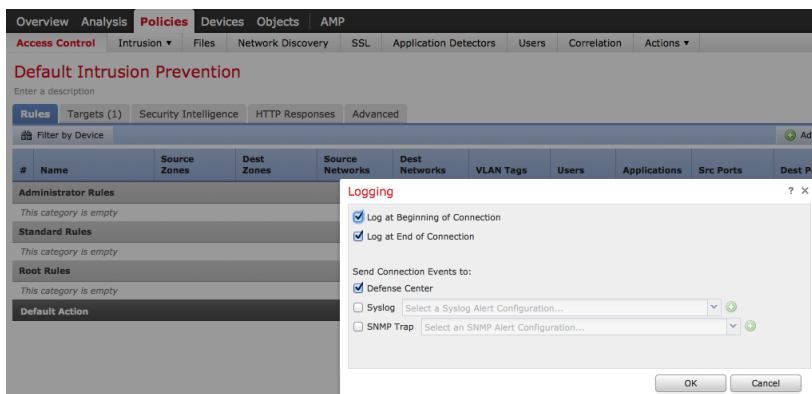 Overview Analysis Policies Devices Objects AMP
Access Control Intrusion ▾ Files Network Discovery SSL Application Detectors Users Correlation Actions ▾
Default Intrusion Prevention
Enter a description
Rules Targets (1) Security Intelligence HTTP Responses Advanced
Filter by Device Ad
# Name Source Zones Dest Zones Source Networks Dest Networks VLAN Tags Users Applications Src Ports Dest P
Administrator Rules
This category is empty
Standard Rules
This category is empty
Root Rules
This category is empty
Default Action
Logging ? X
Log at Beginning of Connection
Log at End of Connection
Send Connection Events to:
Defense Center
Syslog Select a Syslog Alert Configuration...
SNMP Trap Select an SNMP Alert Configuration...
OK Cancel